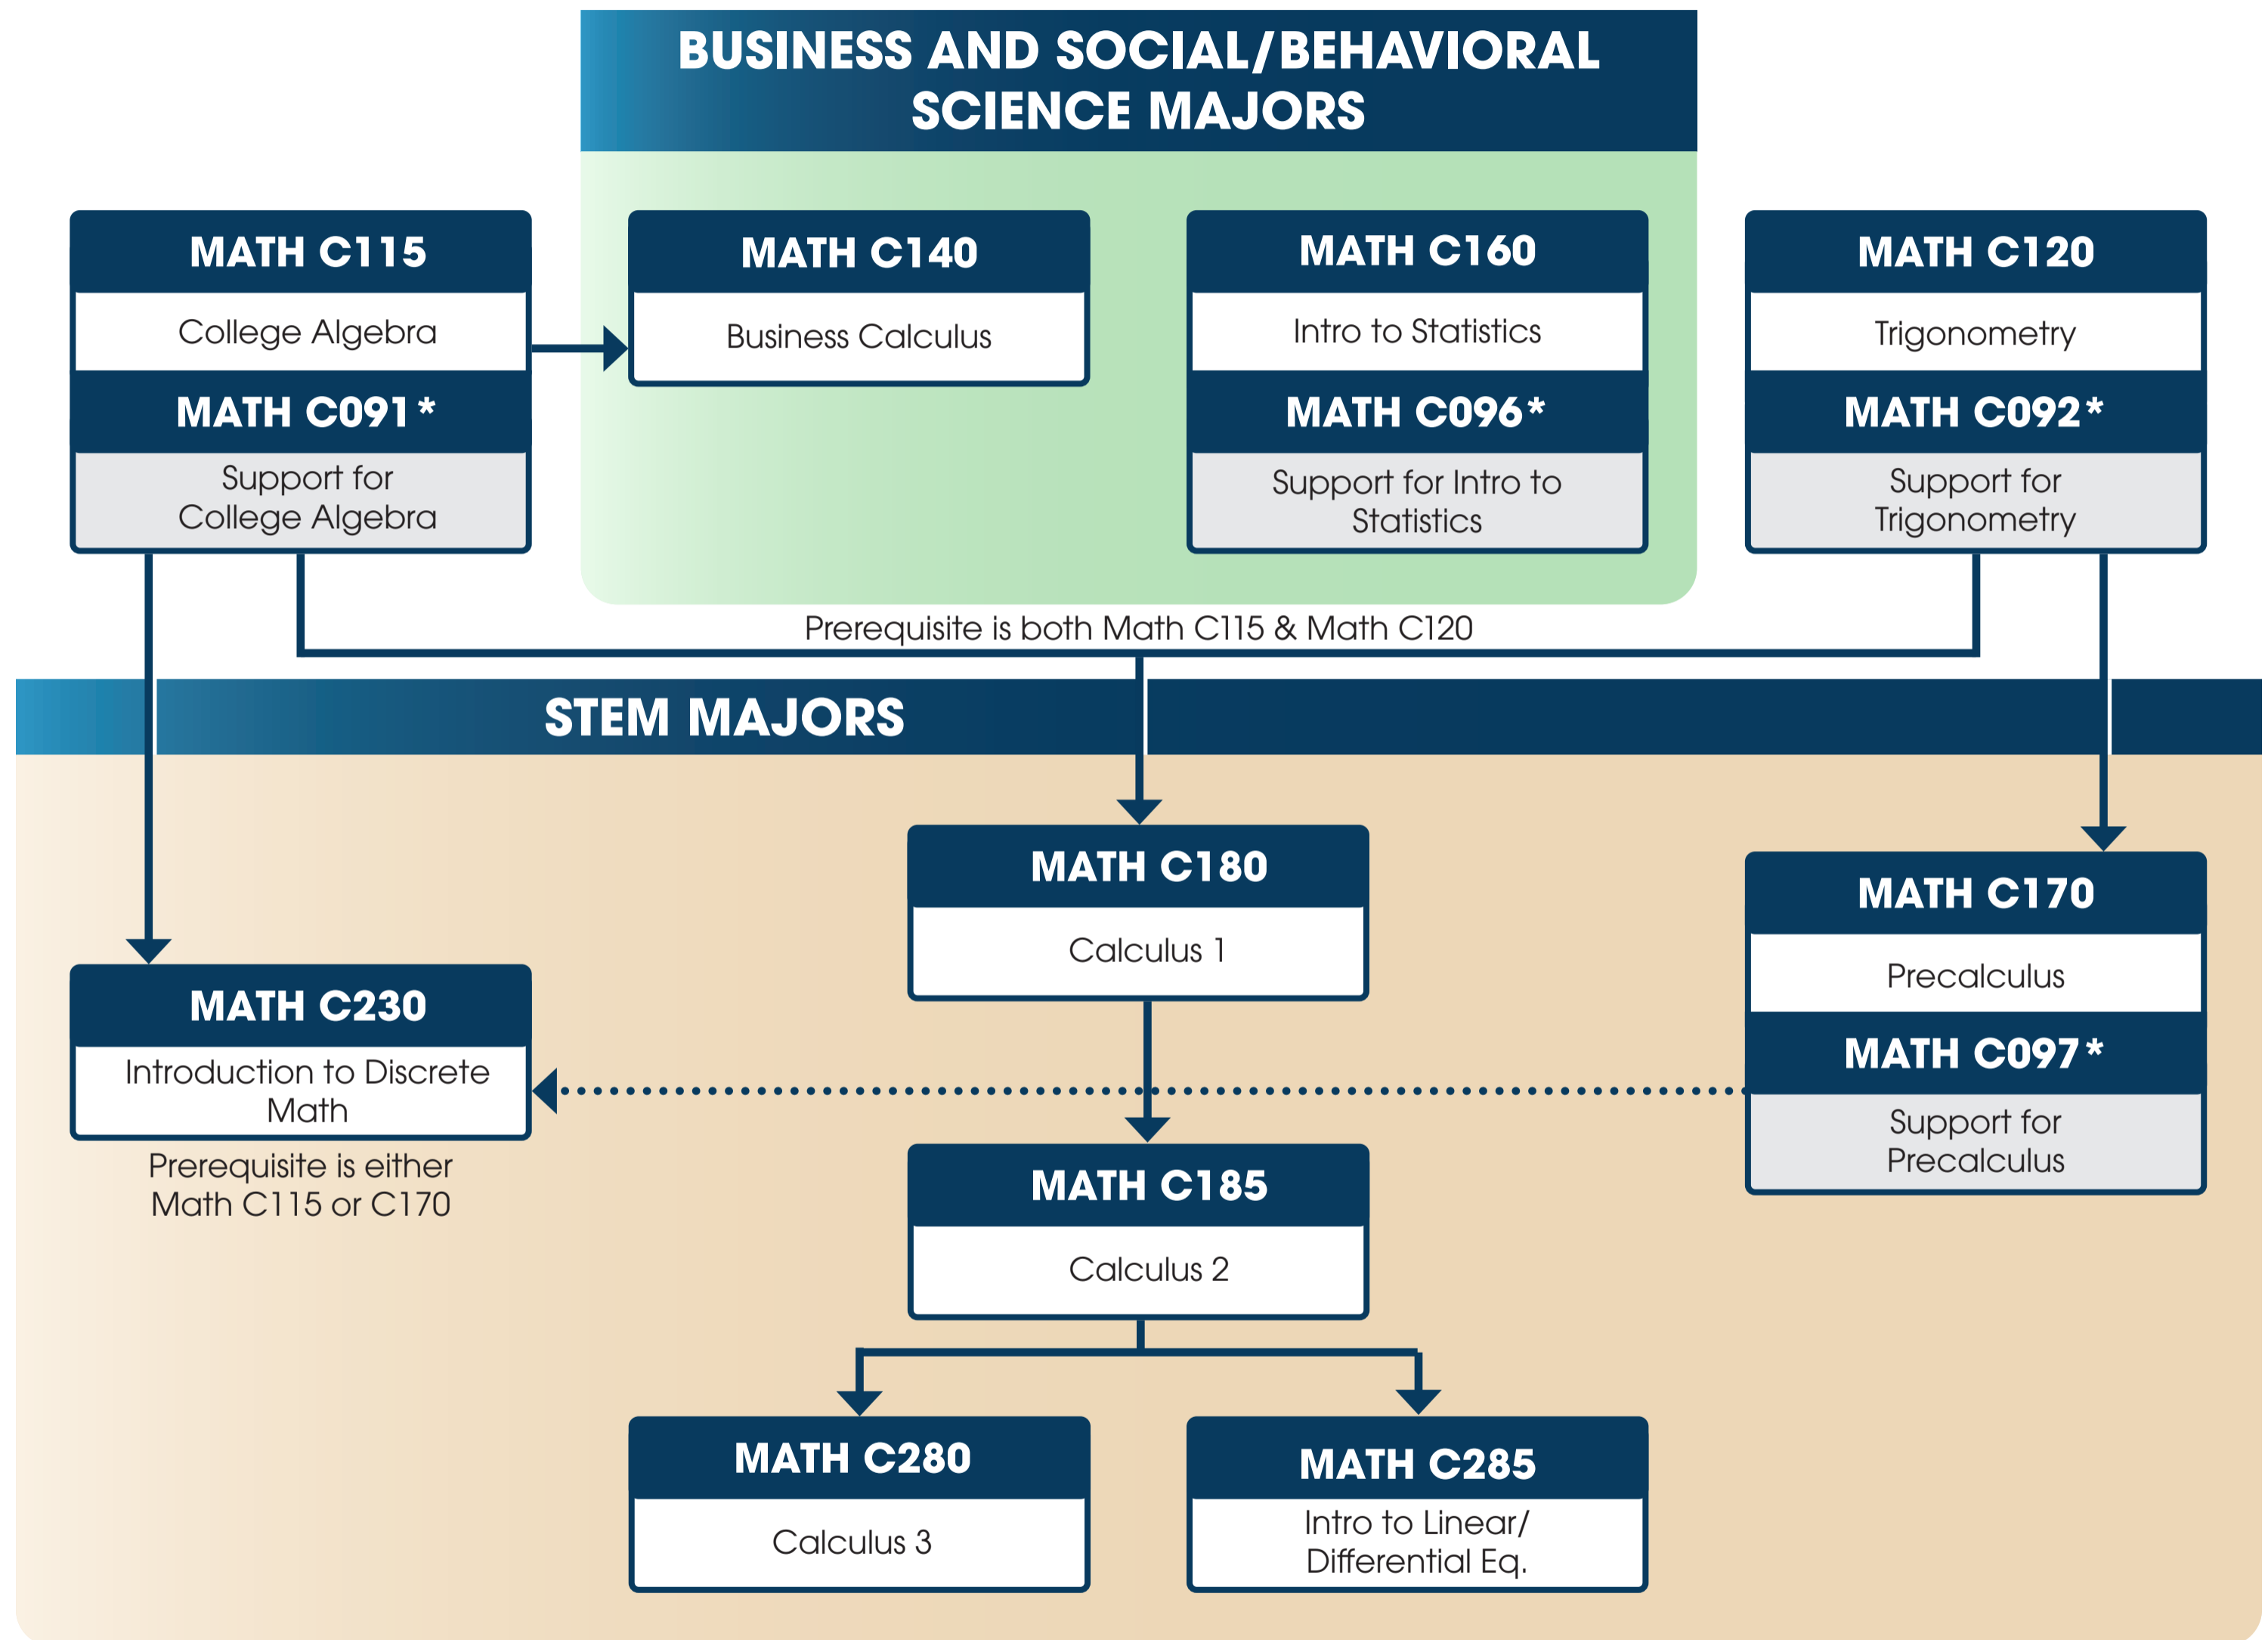 BUSINESS AND SOCIAL/BEHAVIORAL
SCIENCE MAJORS
MATH C115
College Algebra
MATH C091*
Support for
College Algebra
MATH C140
Business Calculus
MATH C160
Intro to Statistics
MATH C096*
Support for Intro to
Statistics
MATH C120
Trigonometry
MATH C092*
Support for
Trigonometry
Prerequisite is both Math C115 & Math C120
STEM MAJORS
MATH C180
Calculus 1
MATH C170
Precalculus
MATH C097*
Support for
Precalculus
MATH C230
Introduction to Discrete
Math
Prerequisite is either
Math C115 or C170
MATH C185
Calculus 2
MATH C280
Calculus 3
MATH C285
Intro to Linear/
Differential Eq.